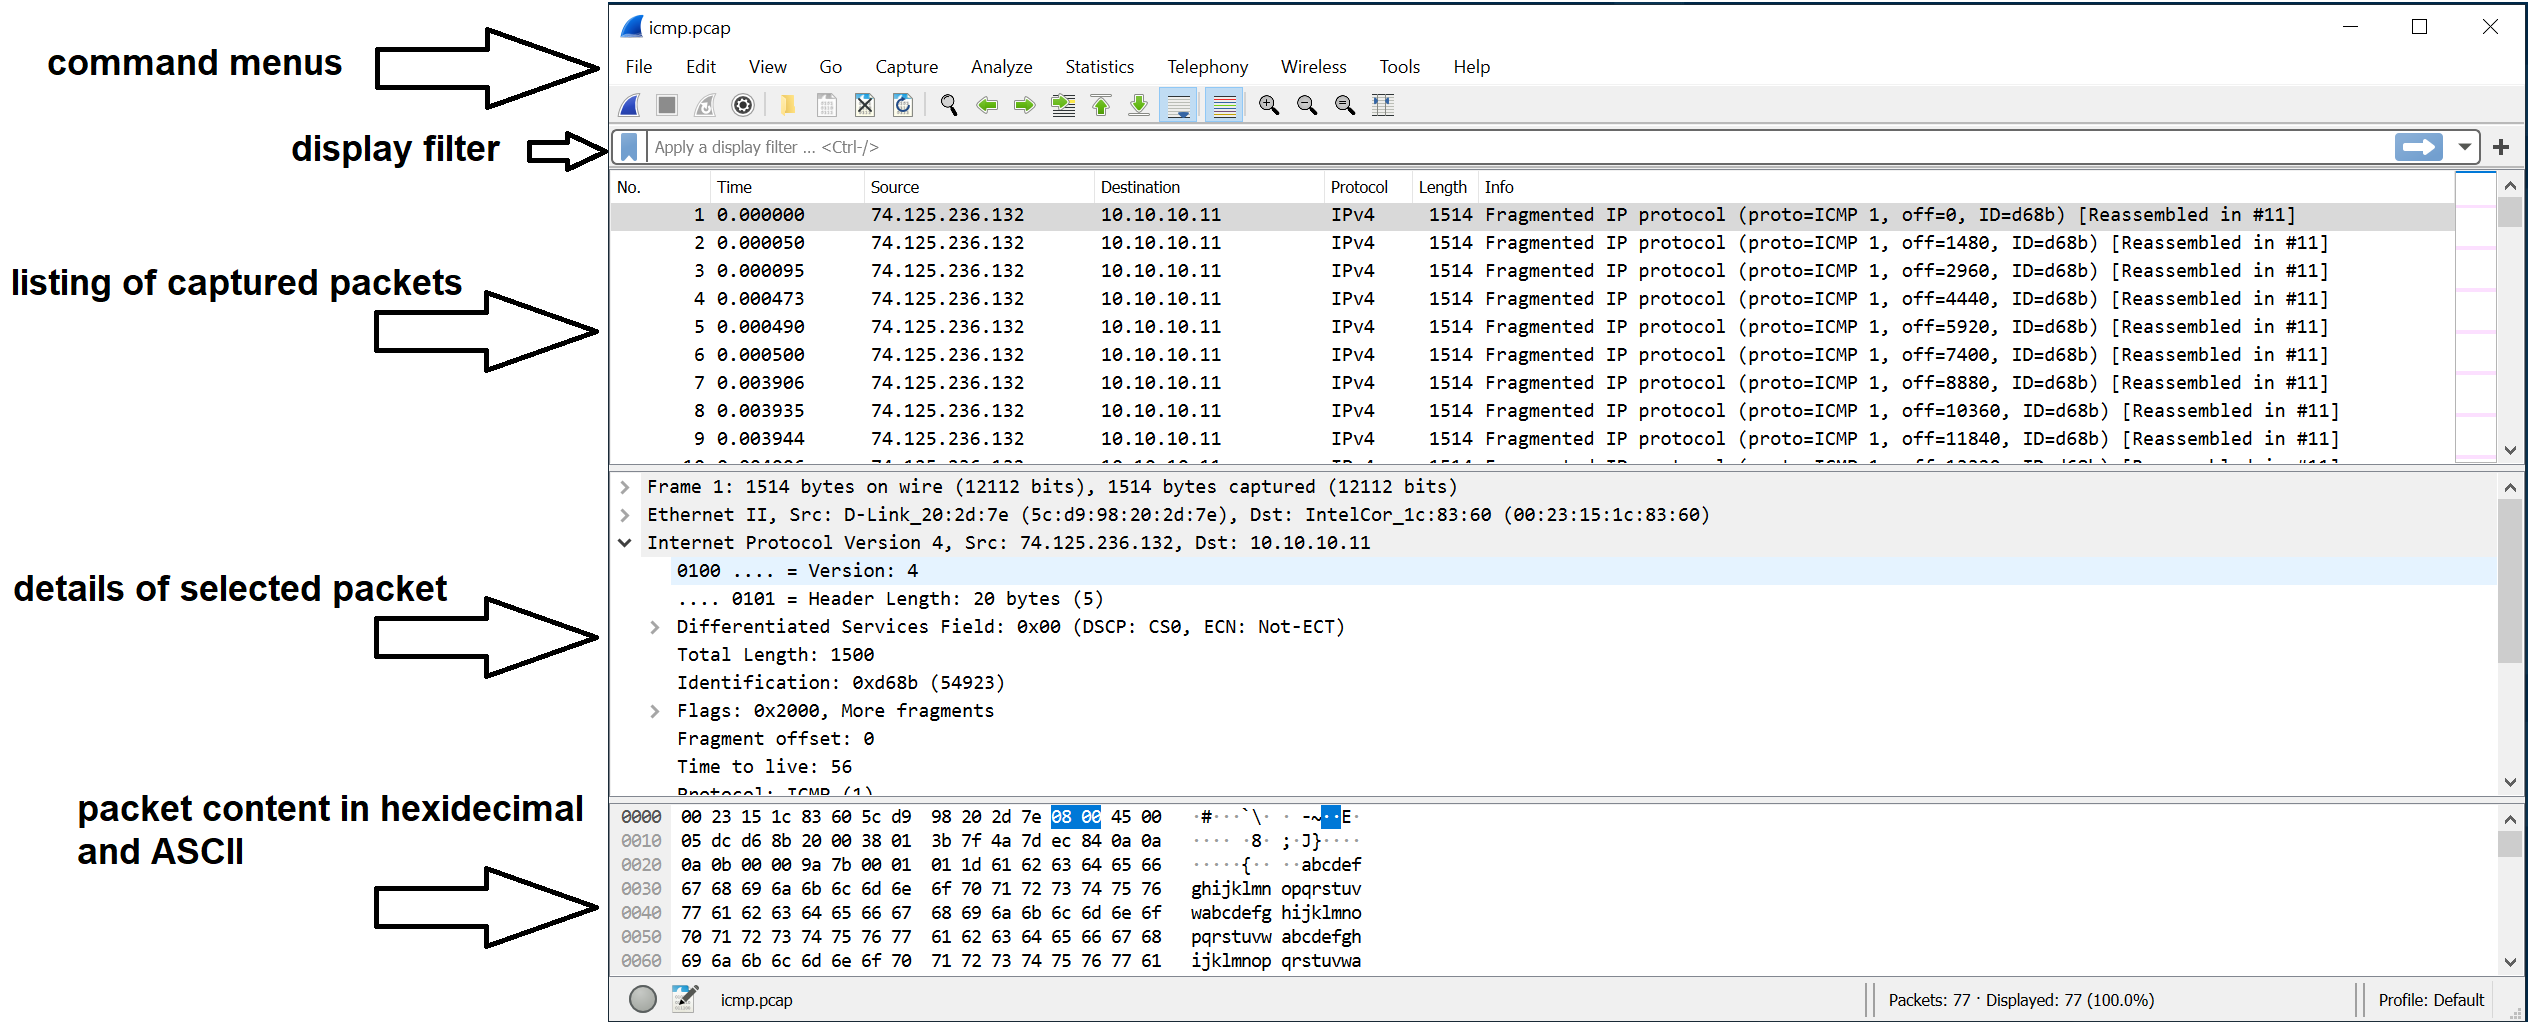 icmp.pcap
command menus
File Edit View Go Capture Analyze Statistics Telephony Wireless Tools Help
display filter
Apply a display filter ... <Ctrl-/>
No. Time Source Destination Protocol Length Info
1 0.000000 74.125.236.132 10.10.10.11 IPv4 1514 Fragmented IP protocol (proto=ICMP 1, off=0, ID=d68b) [Reassembled in #11]
2 0.000050 74.125.236.132 10.10.10.11 IPv4 1514 Fragmented IP protocol (proto=ICMP 1, off=1480, ID=d68b) [Reassembled in #11]
3 0.000095 74.125.236.132 10.10.10.11 IPv4 1514 Fragmented IP protocol (proto=ICMP 1, off=2960, ID=d68b) [Reassembled in #11]
listing of captured packets
4 0.000473 74.125.236.132 10.10.10.11 IPv4 1514 Fragmented IP protocol (proto=ICMP 1, off=4440, ID=d68b) [Reassembled in #11]
5 0.000490 74.125.236.132 10.10.10.11 IPv4 1514 Fragmented IP protocol (proto=ICMP 1, off=5920, ID=d68b) [Reassembled in #11]
6 0.000500 74.125.236.132 10.10.10.11 IPv4 1514 Fragmented IP protocol (proto=ICMP 1, off=7400, ID=d68b) [Reassembled in #11]
7 0.003906 74.125.236.132 10.10.10.11 IPv4 1514 Fragmented IP protocol (proto=ICMP 1, off=8880, ID=d68b) [Reassembled in #11]
8 0.003935 74.125.236.132 10.10.10.11 IPv4 1514 Fragmented IP protocol (proto=ICMP 1, off=10360, ID=d68b) [Reassembled in #11]
9 0.003944 74.125.236.132 10.10.10.11 IPv4 1514 Fragmented IP protocol (proto=ICMP 1, off=11840, ID=d68b) [Reassembled in #11]
Frame 1: 1514 bytes on wire (12112 bits), 1514 bytes captured (12112 bits)
Ethernet II, Src: D-Link_20:2d:7e (5c:d9:98:20:2d:7e), Dst: IntelCor_1c:83:60 (00:23:15:1c:83:60)
Internet Protocol Version 4, Src: 74.125.236.132, Dst: 10.10.10.11
0100 .... = Version: 4
details of selected packet
.... 0101 = Header Length: 20 bytes (5)
Differentiated Services Field: 0x00 (DSCP: CS0, ECN: Not-ECT)
Total Length: 1500
Identification: 0xd68b (54923)
Flags: 0x2000, More fragments
Fragment offset: 0
Time to live: 56
Protocol: ICMP (1)
packet content in hexidecimal
and ASCII
0000 00 23 15 1c 83 60 5c d9 98 20 2d 7e 08 00 45 00 ·#···`\· · -~··E·
0010 05 dc d6 8b 20 00 38 01 3b 7f 4a 7d ec 84 0a 0a ···· ·8· ;·J}····
0020 0a 0b 00 00 9a 7b 00 01 01 1d 61 62 63 64 65 66 ·····{·· ··abcdef
0030 67 68 69 6a 6b 6c 6d 6e 6f 70 71 72 73 74 75 76 ghijklmn opqrstuv
0040 77 61 62 63 64 65 66 67 68 69 6a 6b 6c 6d 6e 6f wabcdefg hijklmno
0050 70 71 72 73 74 75 76 77 61 62 63 64 65 66 67 68 pqrstuvw abcdefgh
0060 69 6a 6b 6c 6d 6e 6f 70 71 72 73 74 75 76 77 61 ijklmnop qrstuvwa
icmp.pcap Packets: 77 · Displayed: 77 (100.0%) Profile: Default